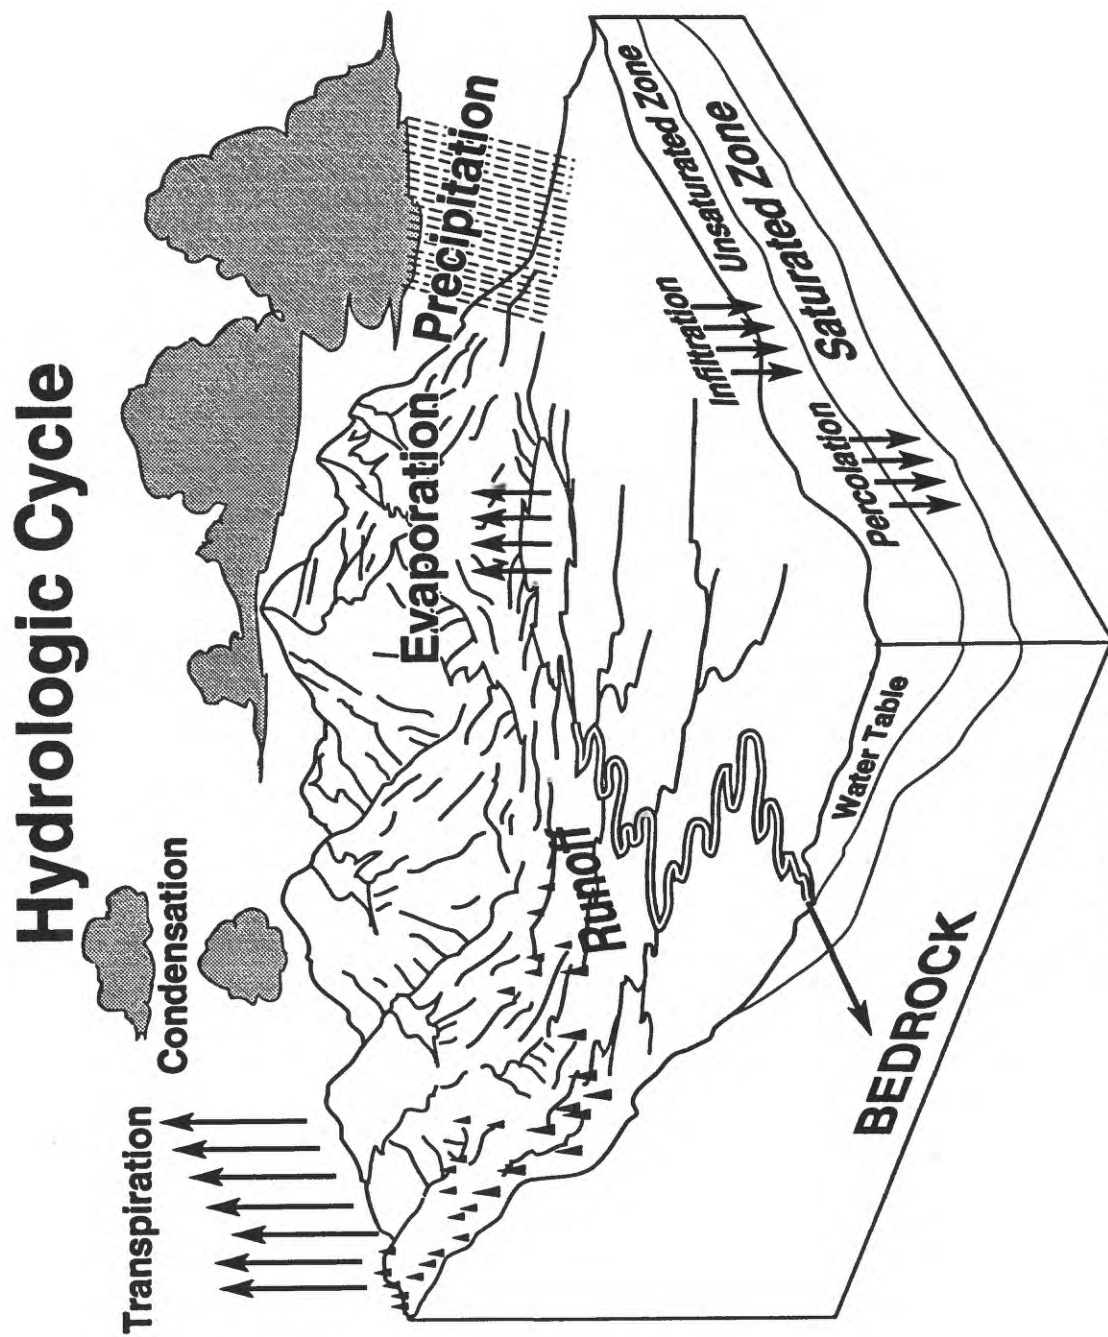 Hydrologic Cycle
Transpiration
Condensation
Evaporation
Precipitation
Runoff
Infiltration
Unsaturated Zone
Percolation
Saturated Zone
Water Table
BEDROCK